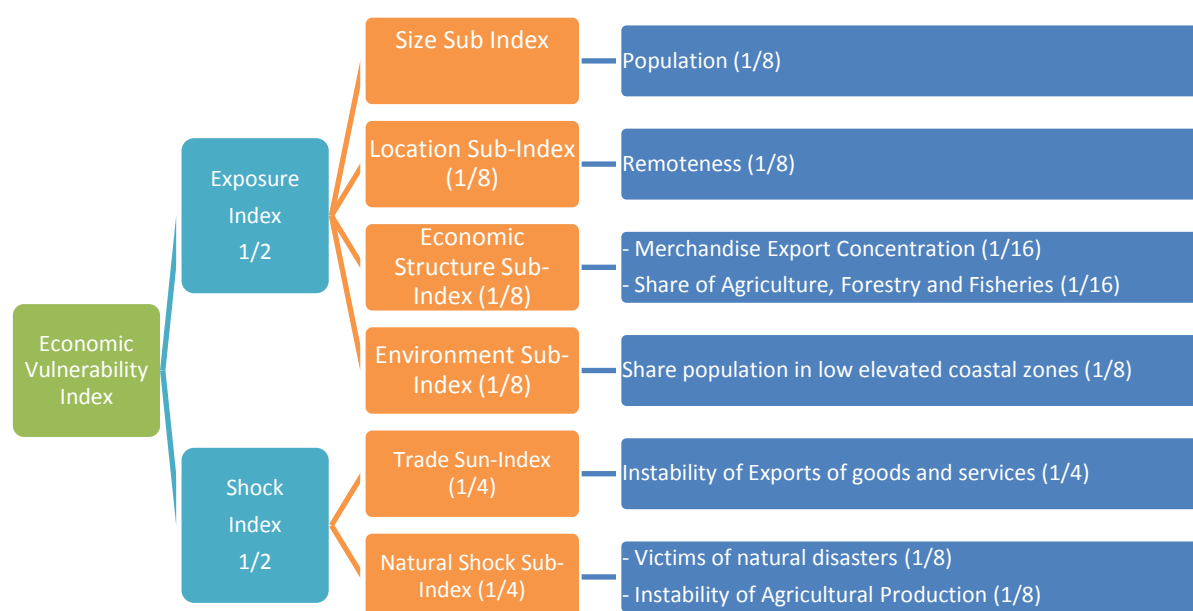 Economic
Vulnerability
Index
Exposure
Index
1/2
Size Sub Index
Population (1/8)
Location Sub-Index
(1/8)
Remoteness (1/8)
Economic
Structure Sub-
Index (1/8)
- Merchandise Export Concentration (1/16)
- Share of Agriculture, Forestry and Fisheries (1/16)
Environment Sub-
Index (1/8)
Share population in low elevated coastal zones (1/8)
Shock
Index
1/2
Trade Sun-Index
(1/4)
Instability of Exports of goods and services (1/4)
Natural Shock Sub-
Index (1/4)
- Victims of natural disasters (1/8)
- Instability of Agricultural Production (1/8)